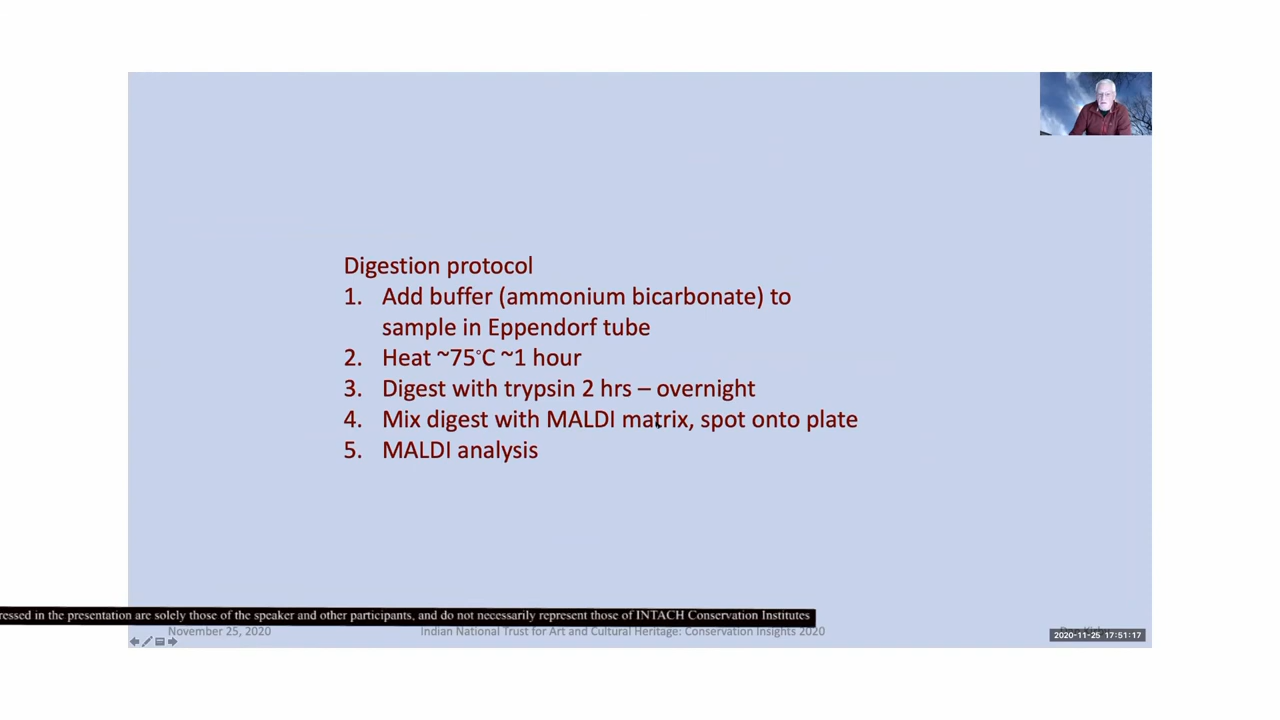 Digestion protocol
1. Add buffer (ammonium bicarbonate) to
sample in Eppendorf tube
2. Heat ~75°C ~1 hour
3. Digest with trypsin 2 hrs – overnight
4. Mix digest with MALDI matrix, spot onto plate
5. MALDI analysis
ressed in the presentation are solely those of the speaker and other participants, and do not necessarily represent those of INTACH Conservation Institutes
November 25, 2020
Indian National Trust for Art and Cultural Heritage: Conservation Insights 2020
2020-11-25 17:51:17